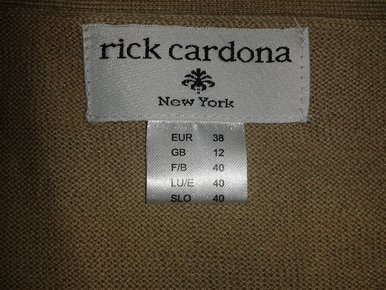 rick cardona
New York
EUR 38
GB 12
F/B 40
LU/E 40
SLO 40